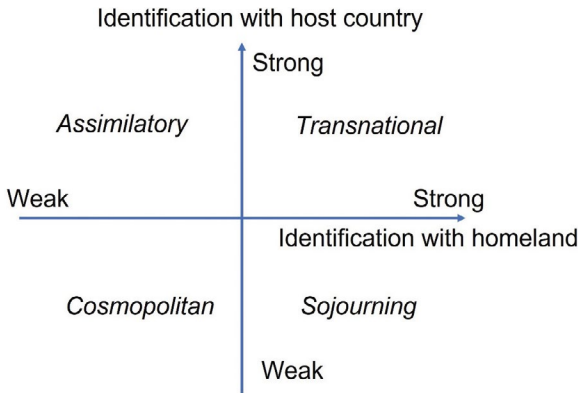 Identification with host country
Strong
Assimilatory
Transnational
Weak
Strong
Identification with homeland
Cosmopolitan
Sojourning
Weak